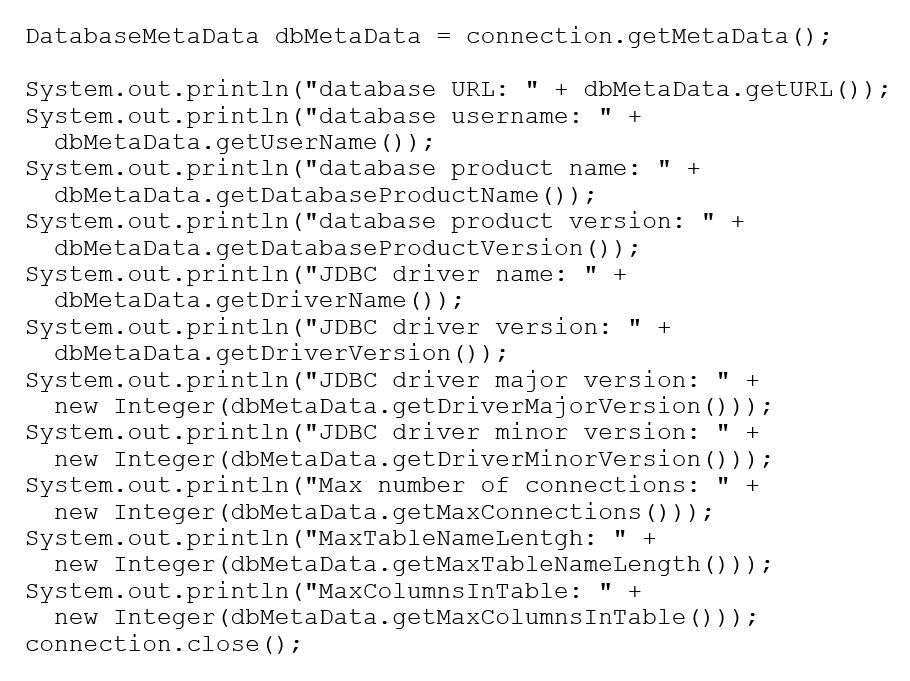 DatabaseMetaData dbMetaData = connection.getMetaData();
System.out.println("database URL: " + dbMetaData.getURL());
System.out.println("database username: " +
  dbMetaData.getUserName());
System.out.println("database product name: " +
  dbMetaData.getDatabaseProductName());
System.out.println("database product version: " +
  dbMetaData.getDatabaseProductVersion());
System.out.println("JDBC driver name: " +
  dbMetaData.getDriverName());
System.out.println("JDBC driver version: " +
  dbMetaData.getDriverVersion());
System.out.println("JDBC driver major version: " +
  new Integer(dbMetaData.getDriverMajorVersion()));
System.out.println("JDBC driver minor version: " +
  new Integer(dbMetaData.getDriverMinorVersion()));
System.out.println("Max number of connections: " +
  new Integer(dbMetaData.getMaxConnections()));
System.out.println("MaxTableNameLentgh: " +
  new Integer(dbMetaData.getMaxTableNameLength()));
System.out.println("MaxColumnsInTable: " +
  new Integer(dbMetaData.getMaxColumnsInTable()));
connection.close();